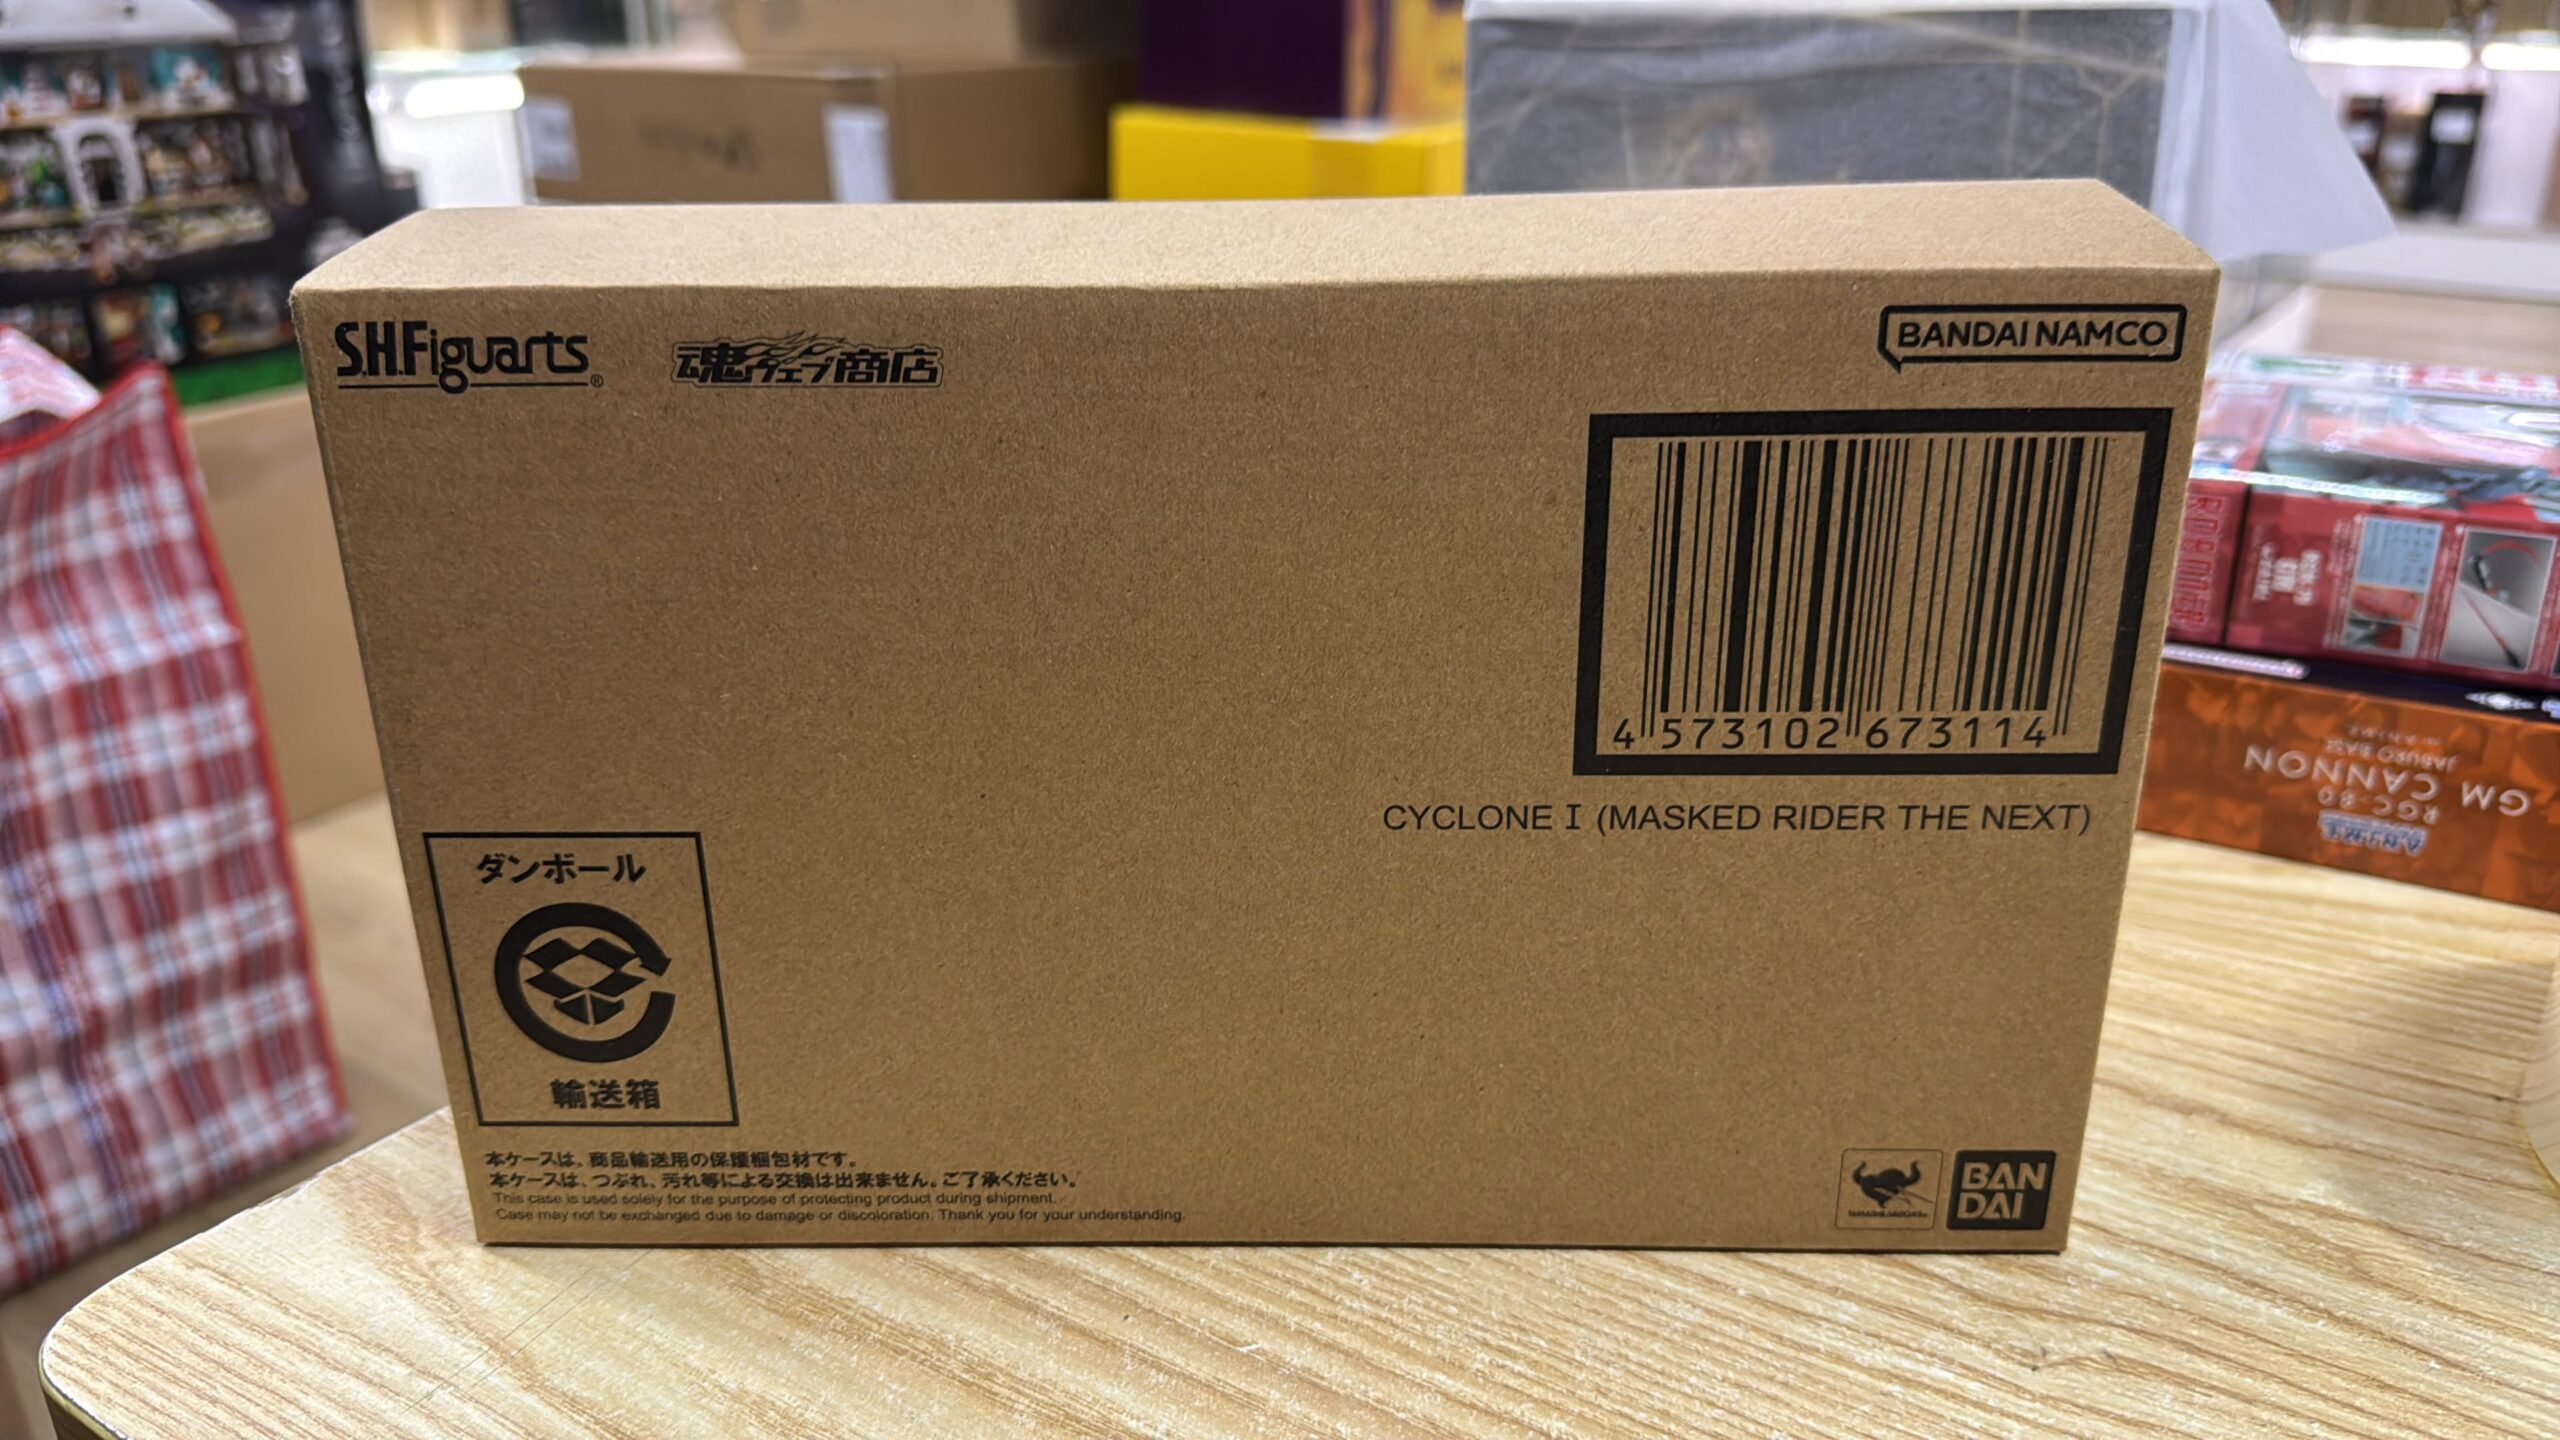 S.H.Figuarts®
魂ウェブ商店
BANDAI NAMCO
4 573102 673114
CYCLONE I (MASKED RIDER THE NEXT)
ダンボール
輸送箱
本ケースは、商品輸送用の保護梱包材です。
本ケースは、つぶれ、汚れ等による交換は出来ません。ご了承ください。
This case is used solely for the purpose of protecting product during shipment.
Case may not be exchanged due to damage or discoloration. Thank you for your understanding.
TAMASHII NATIONS
BAN
DAI
A.N.I.M.E.
RGC-80
GM CANNON
JABURO BASE